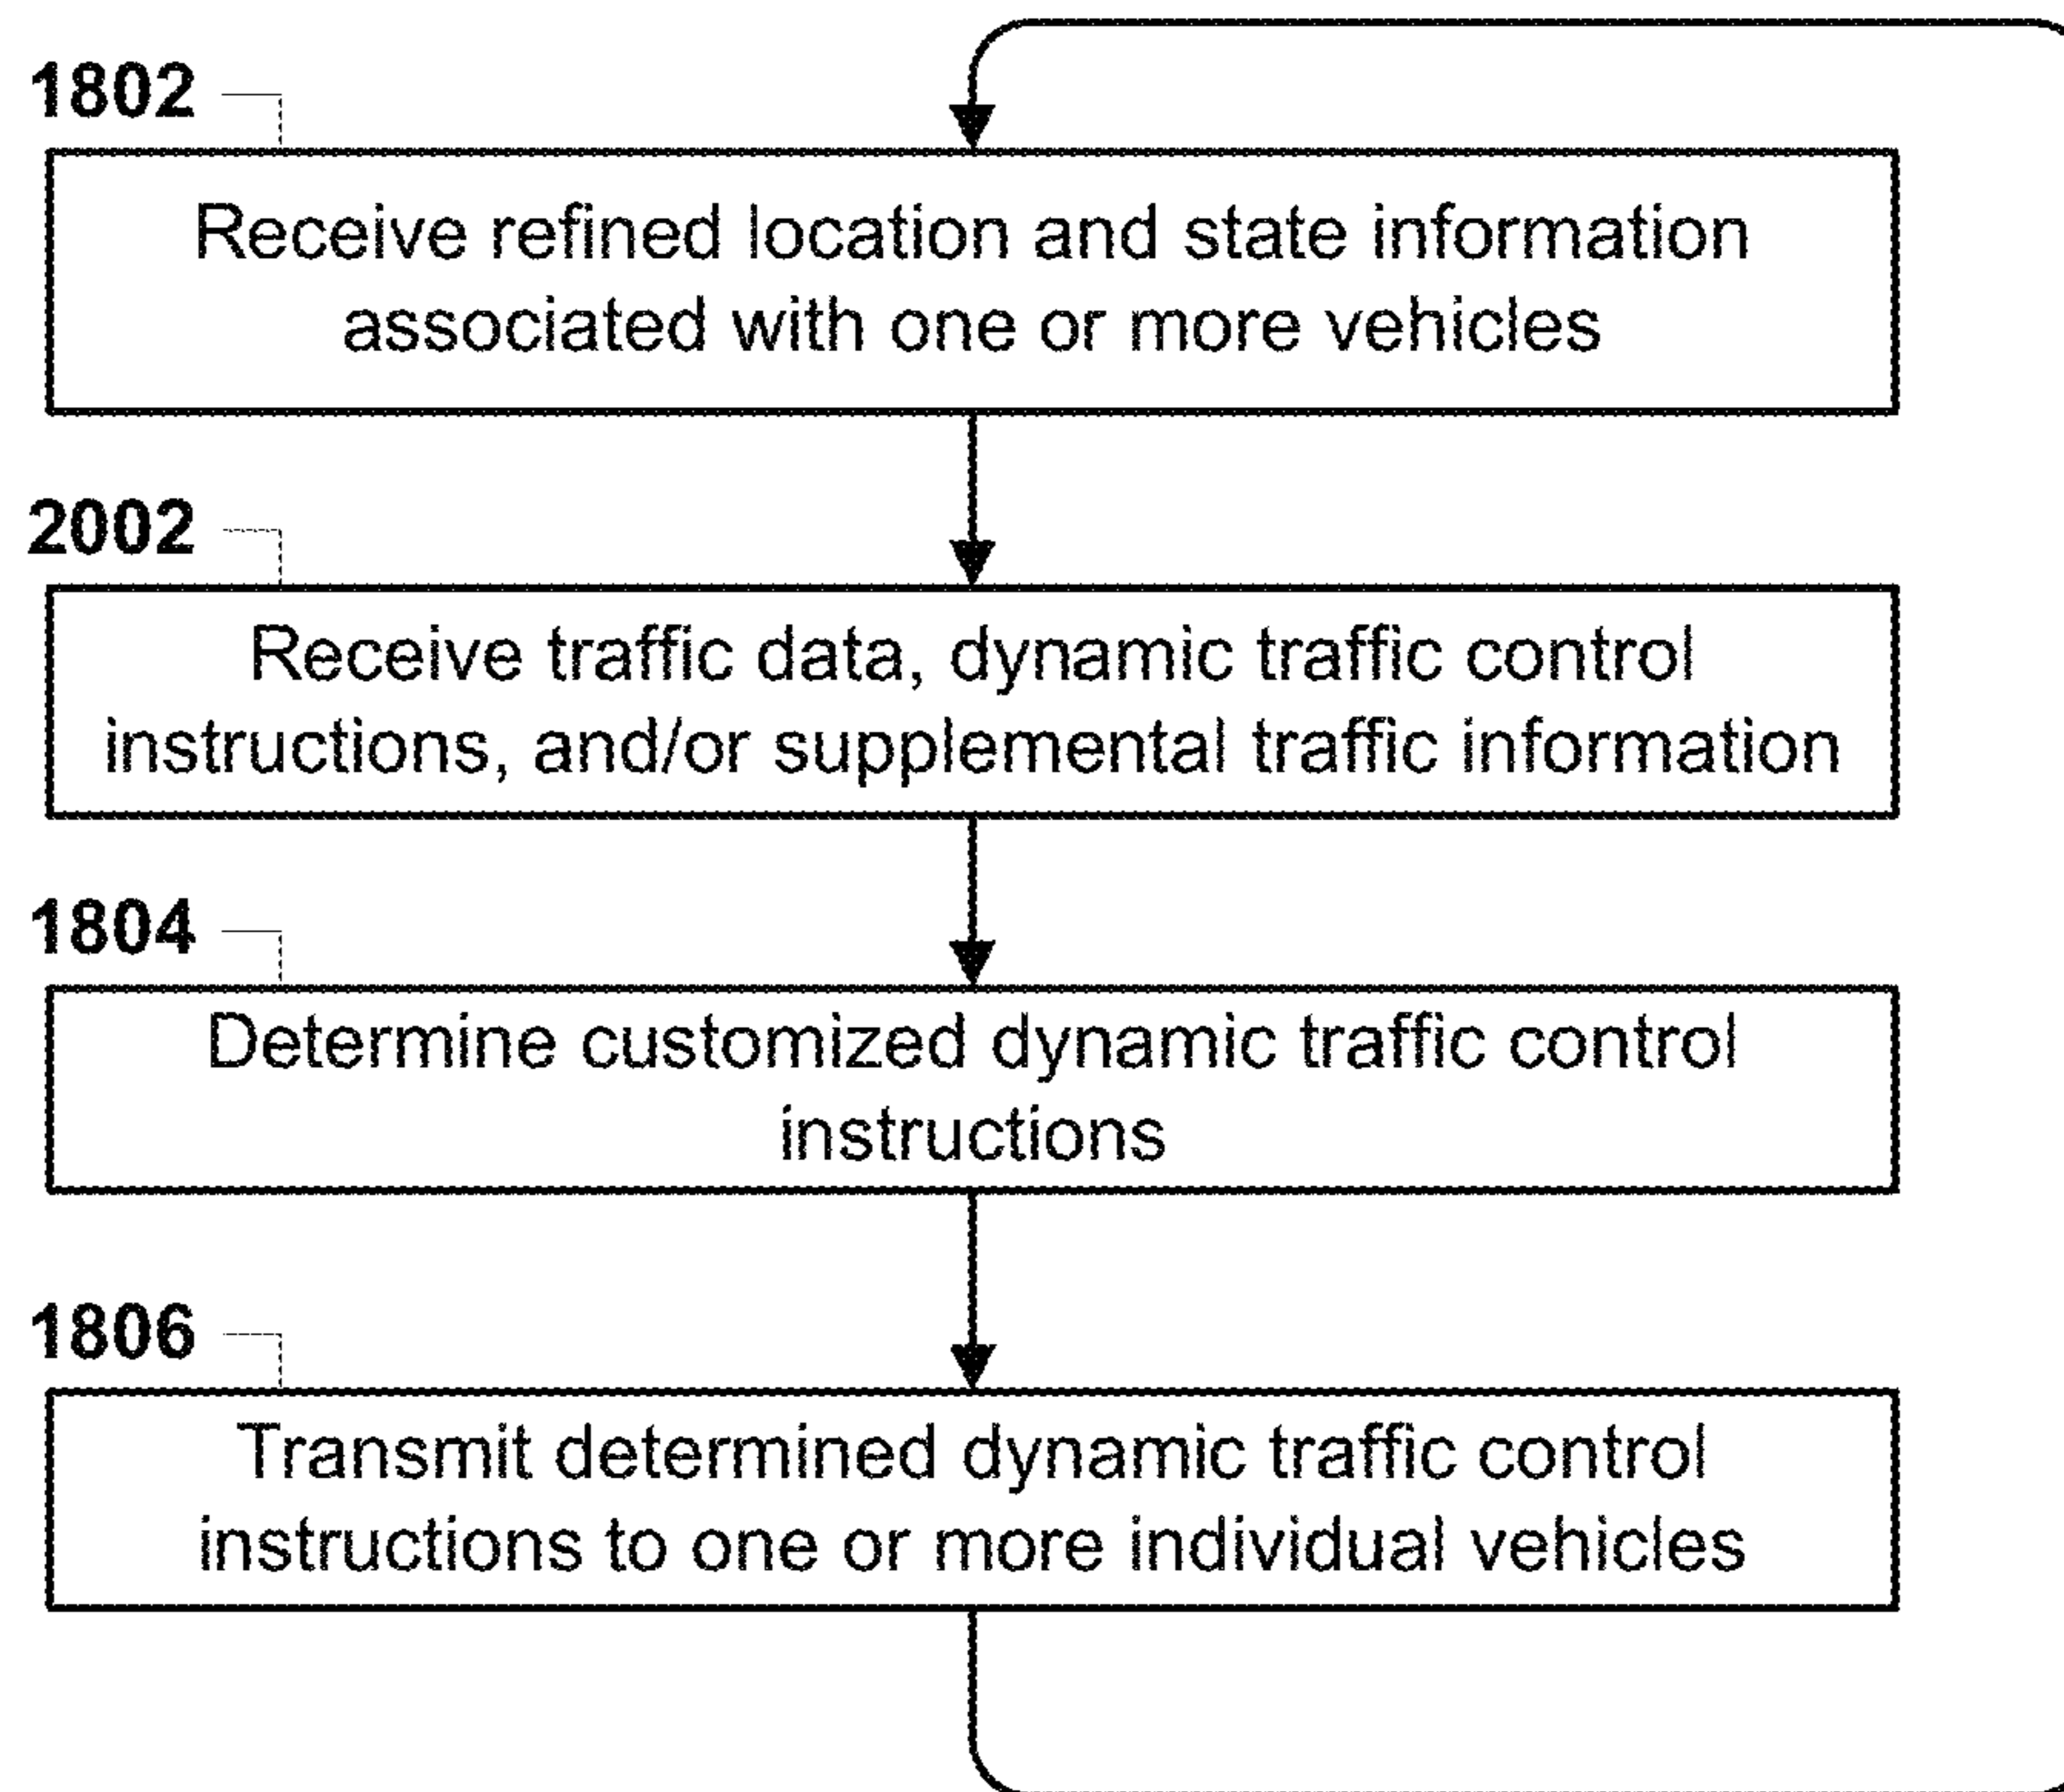 1802
Receive refined location and state information
associated with one or more vehicles
2002
Receive traffic data, dynamic traffic control
instructions, and/or supplemental traffic information
1804
Determine customized dynamic traffic control
instructions
1806
Transmit determined dynamic traffic control
instructions to one or more individual vehicles